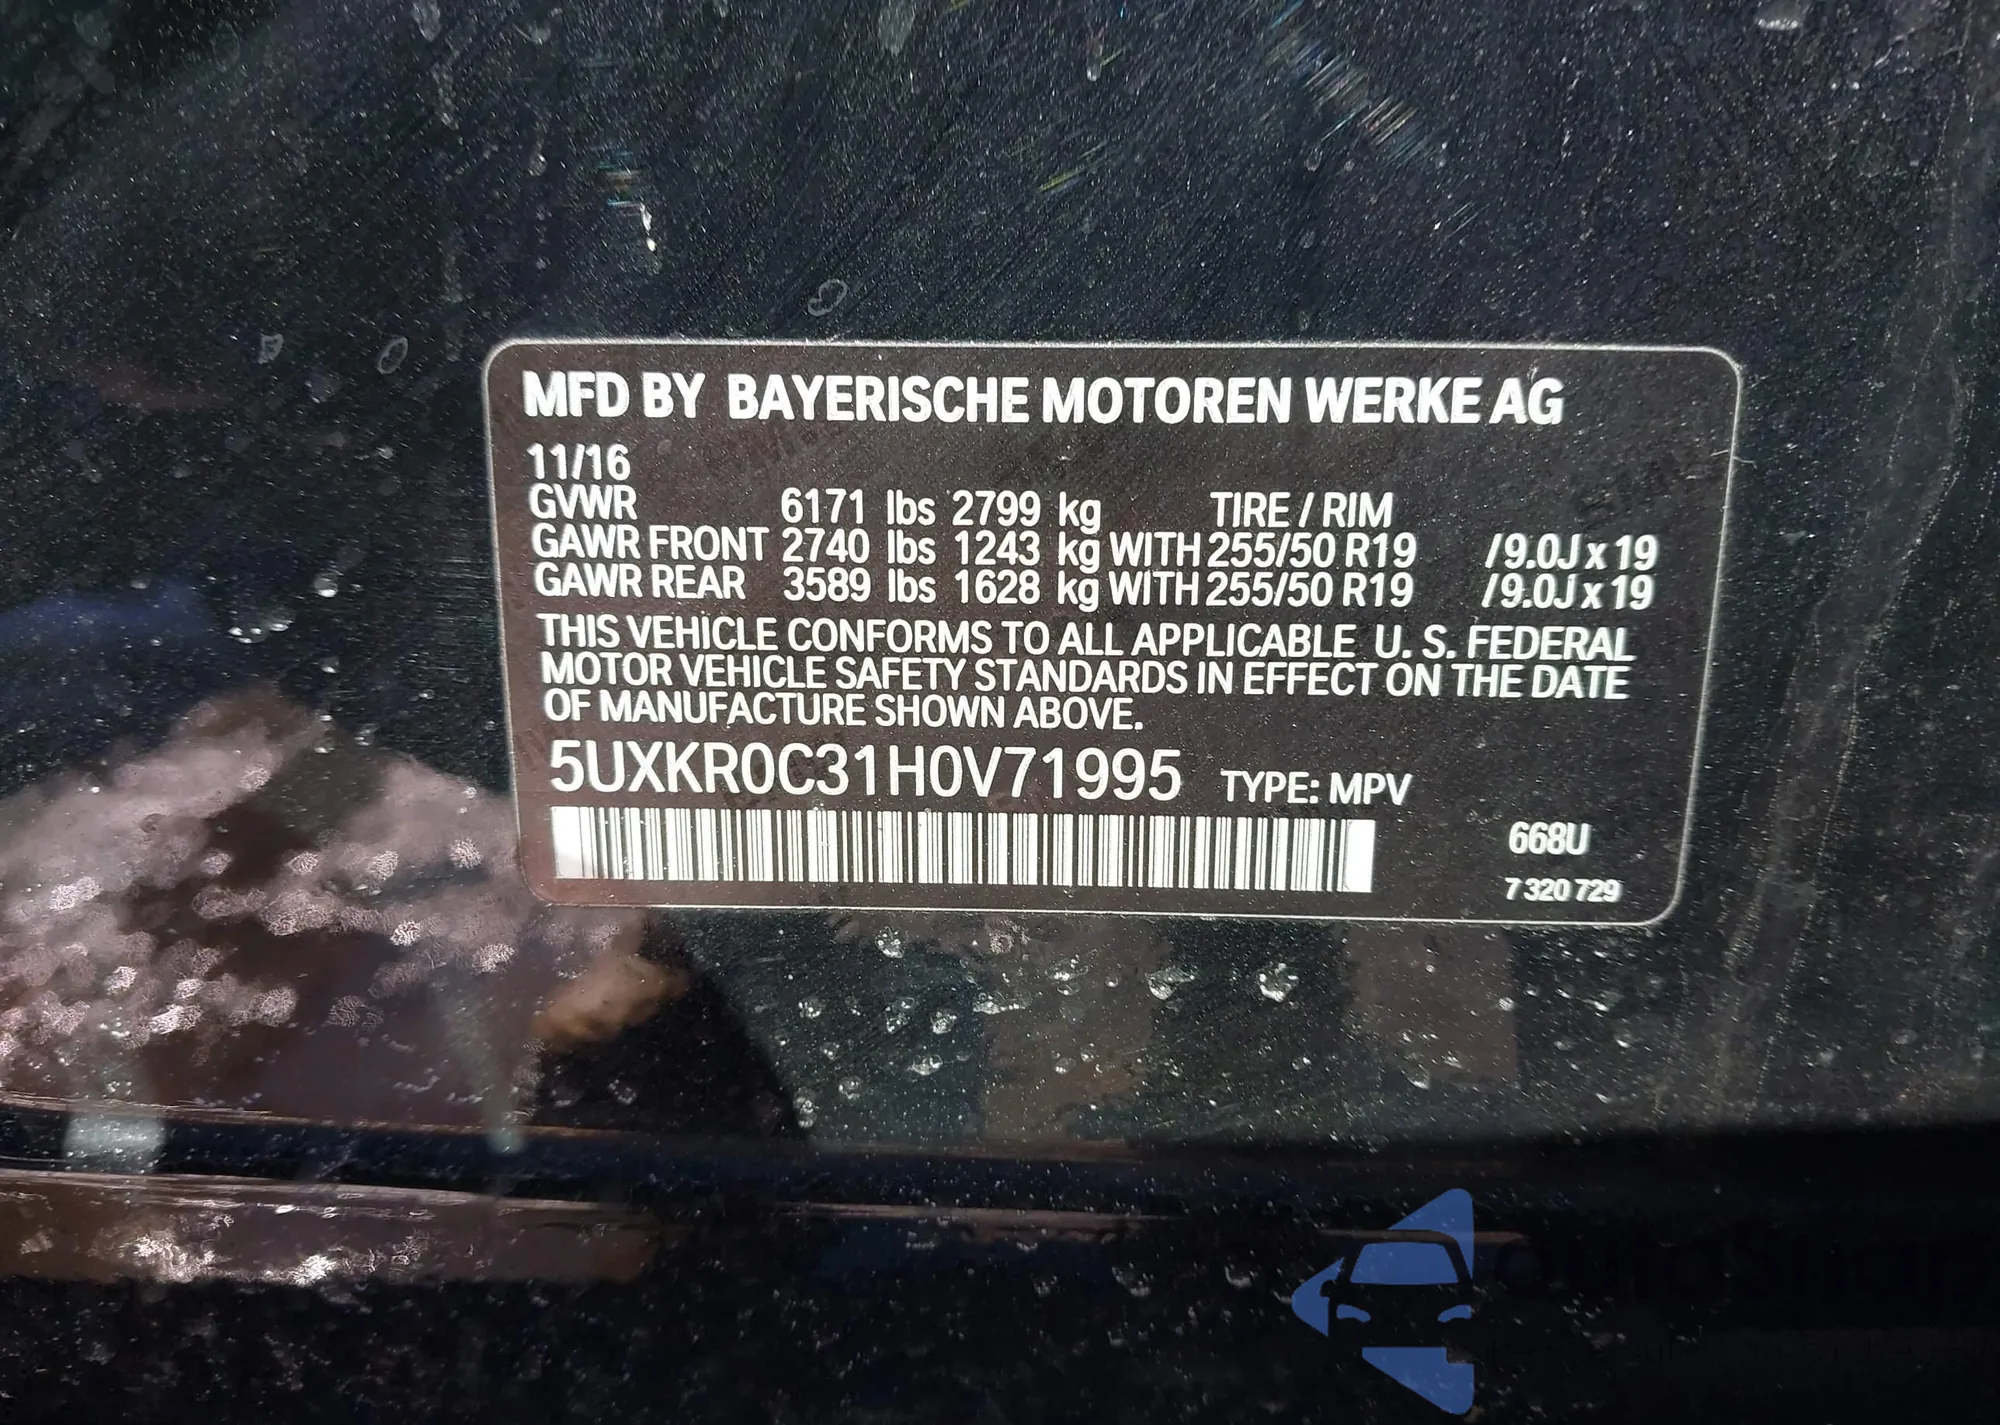 MFD BY BAYERISCHE MOTOREN WERKE AG
11/16
GVWR 6171 lbs 2799 kg TIRE / RIM
GAWR FRONT 2740 lbs 1243 kg WITH 255/50 R19 /9.0J x 19
GAWR REAR 3589 lbs 1628 kg WITH 255/50 R19 /9.0J x 19
THIS VEHICLE CONFORMS TO ALL APPLICABLE U. S. FEDERAL
MOTOR VEHICLE SAFETY STANDARDS IN EFFECT ON THE DATE
OF MANUFACTURE SHOWN ABOVE.
5UXKR0C31H0V71995 TYPE: MPV
668U
7 320 729